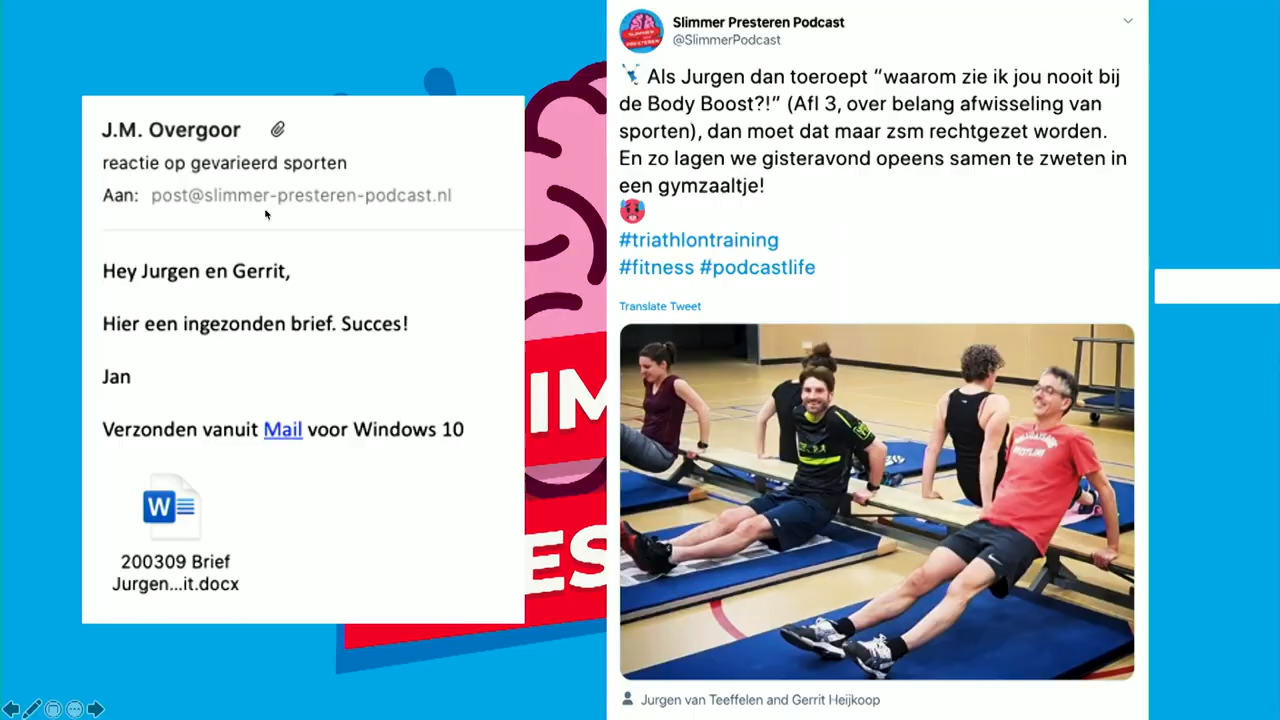 J.M. Overgoor
reactie op gevarieerd sporten
Aan: post@slimmer-presteren-podcast.nl
Hey Jurgen en Gerrit,
Hier een ingezonden brief. Succes!
Jan
Verzonden vanuit Mail voor Windows 10
W
200309 Brief
Jurgen...it.docx
IM
ES
Slimmer Presteren Podcast
@SlimmerPodcast
Als Jurgen dan toeroept “waarom zie ik jou nooit bij
de Body Boost?!” (Afl 3, over belang afwisseling van
sporten), dan moet dat maar zsm rechtgezet worden.
En zo lagen we gisteravond opeens samen te zweten in
een gymzaaltje!
#triathlontraining
#fitness #podcastlife
Translate Tweet
Jurgen van Teeffelen and Gerrit Heijkoop